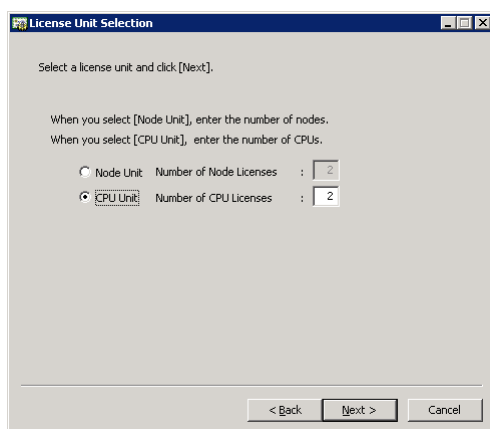 License Unit Selection
Select a license unit and click [Next].
When you select [Node Unit], enter the number of nodes.
When you select [CPU Unit], enter the number of CPUs.
Node Unit Number of Node Licenses : 2
CPU Unit Number of CPU Licenses : 2
< Back Next > Cancel